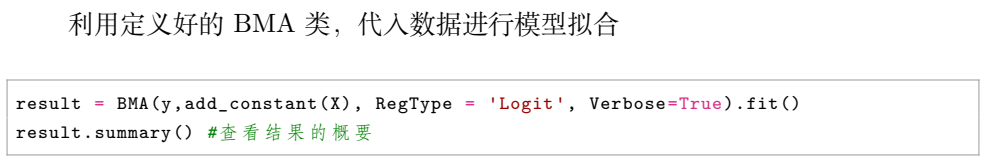 利用定义好的 BMA 类，代入数据进行模型拟合
result = BMA(y,add_constant(X), RegType = 'Logit', Verbose=True).fit()
result.summary() #查看结果的概要